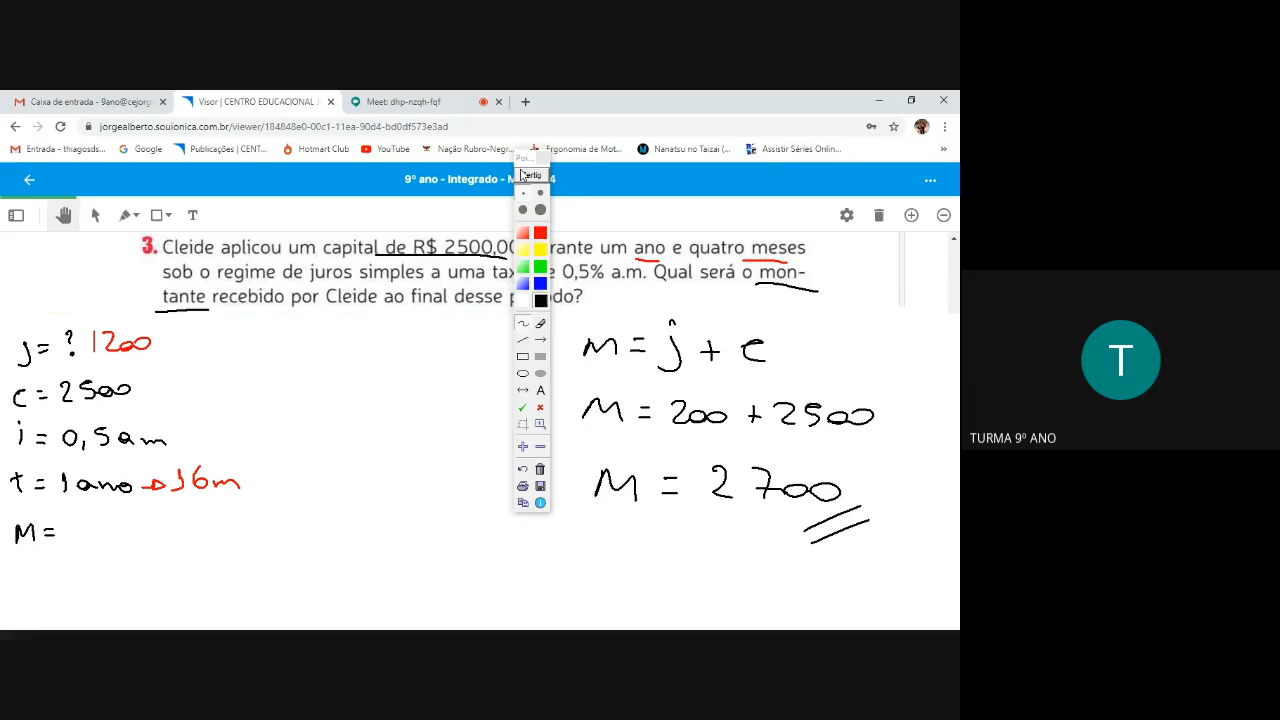 Caixa de entrada - 9ano@cejorg
Visor | CENTRO EDUCACIONAL J
Meet: dhp-nzqh-fqf
jorgealberto.souionica.com.br/viewer/184848e0-00c1-11ea-90d4-bd0df573e3ad
Entrada - thiagosds...
Google
Publicações | CENT...
Hotmart Club
YouTube
Nação Rubro-Negr...
Ergonomia de Mot...
Nanatsu no Taizai (...
Assistir Séries Onlin...
»
9º ano - Integrado - M 4
3. Cleide aplicou um capital de R$ 2500,00 rante um ano e quatro meses
sob o regime de juros simples a uma tax e 0,5% a.m. Qual será o mon-
tante recebido por Cleide ao final desse p do?
j = ? 1200
c = 2500
i = 0,5 am
t = 1 ano → 16m
M =
M = j + c
M = 200 + 2500
M = 2700
T
TURMA 9º ANO